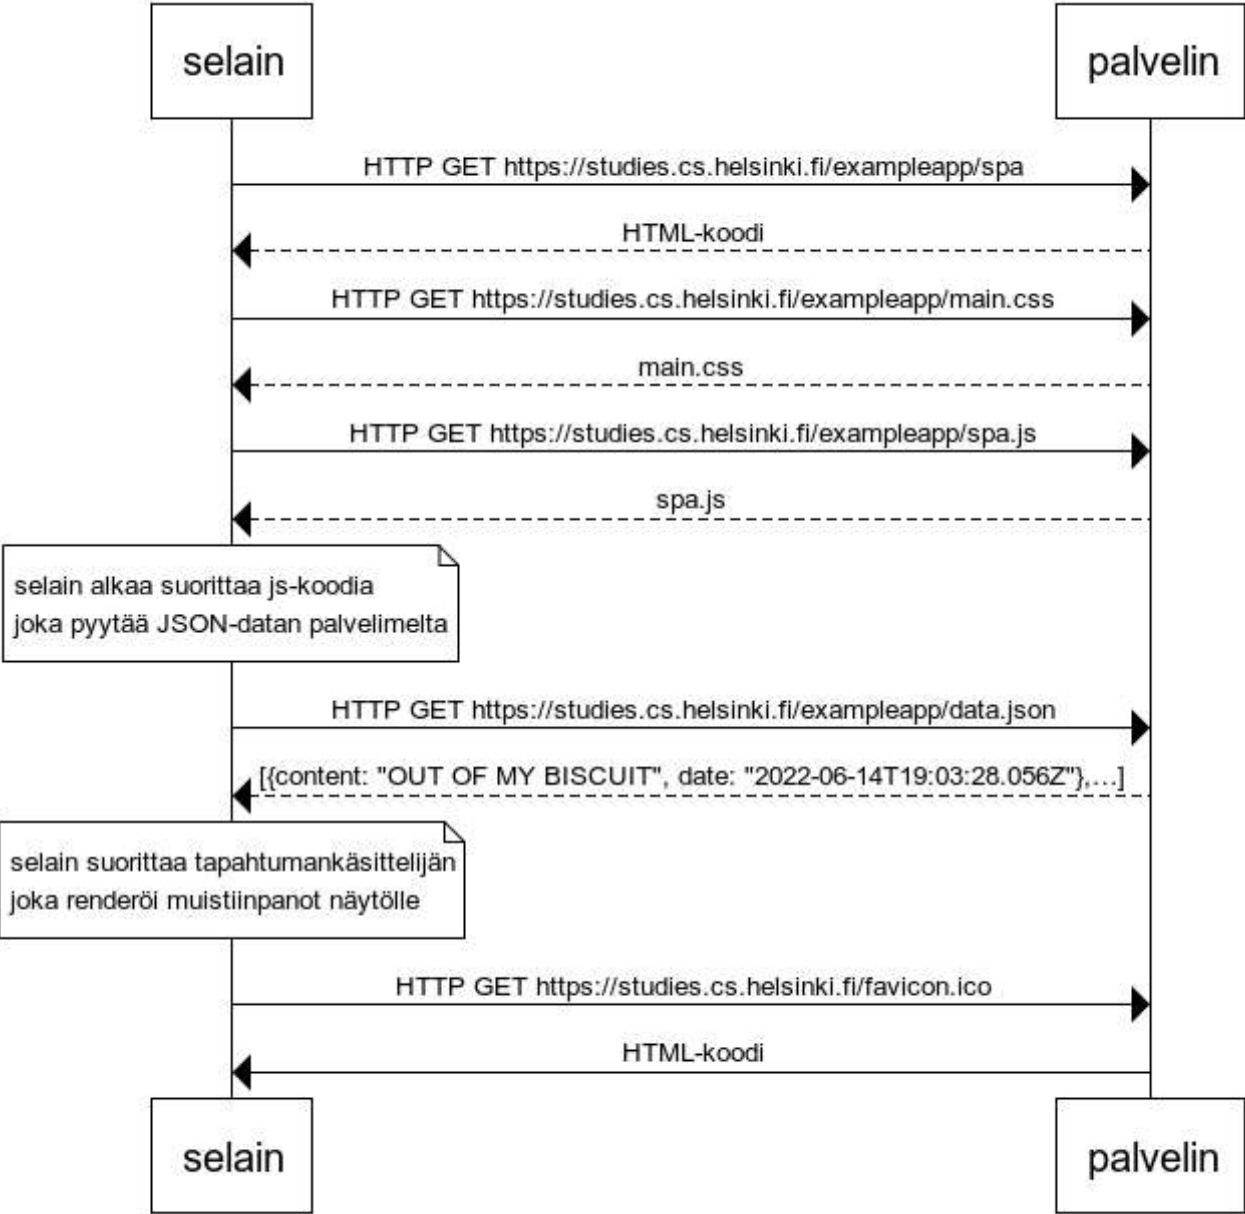 selain palvelin
HTTP GET https://studies.cs.helsinki.fi/exampleapp/spa
HTML-koodi
HTTP GET https://studies.cs.helsinki.fi/exampleapp/main.css
main.css
HTTP GET https://studies.cs.helsinki.fi/exampleapp/spa.js
spa.js
selain alkaa suorittaa js-koodia
joka pyytää JSON-datan palvelimelta
HTTP GET https://studies.cs.helsinki.fi/exampleapp/data.json
[{content: "OUT OF MY BISCUIT", date: "2022-06-14T19:03:28.056Z"},...]
selain suorittaa tapahtumankäsittelijän
joka renderöi muistiinpanot näytölle
HTTP GET https://studies.cs.helsinki.fi/favicon.ico
HTML-koodi
selain palvelin